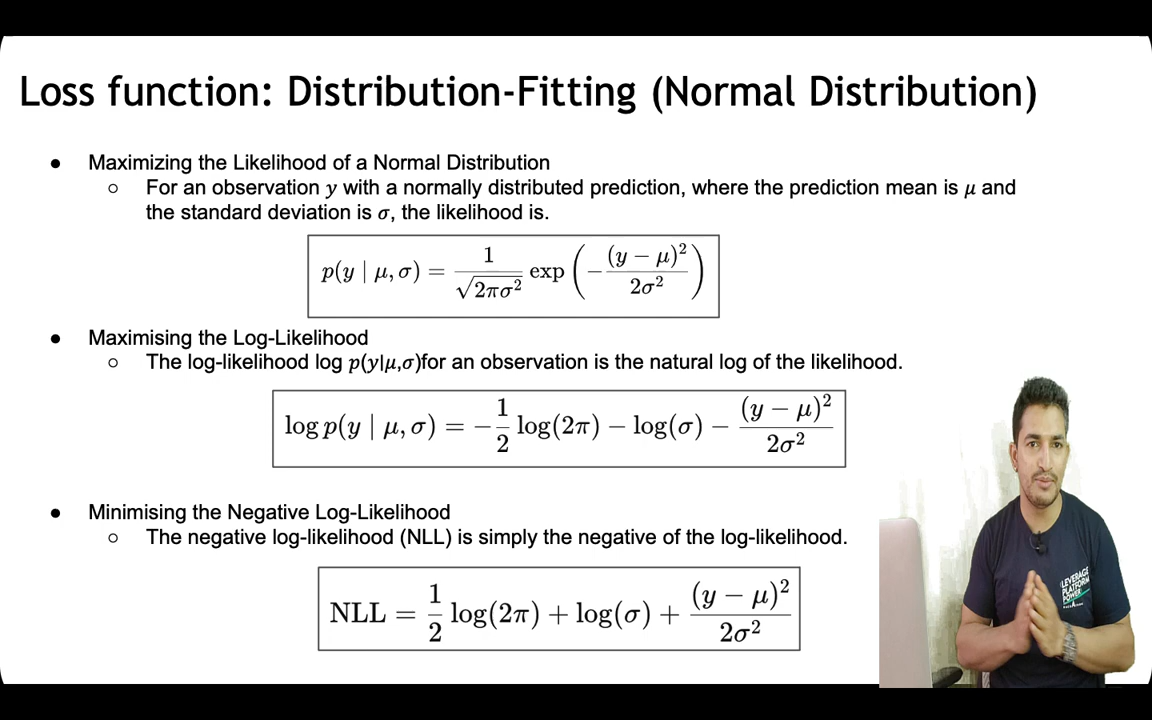 Loss function: Distribution-Fitting (Normal Distribution)
● Maximizing the Likelihood of a Normal Distribution
○ For an observation y with a normally distributed prediction, where the prediction mean is μ and
the standard deviation is σ, the likelihood is.
p(y | μ, σ) = 1/√(2πσ²) exp(−(y − μ)²/2σ²)
● Maximising the Log-Likelihood
○ The log-likelihood log p(y|μ,σ)for an observation is the natural log of the likelihood.
log p(y | μ, σ) = −1/2 log(2π) − log(σ) − (y − μ)²/2σ²
● Minimising the Negative Log-Likelihood
○ The negative log-likelihood (NLL) is simply the negative of the log-likelihood.
NLL = 1/2 log(2π) + log(σ) + (y − μ)²/2σ²
LEVERAGE
PLATFORM
POWER